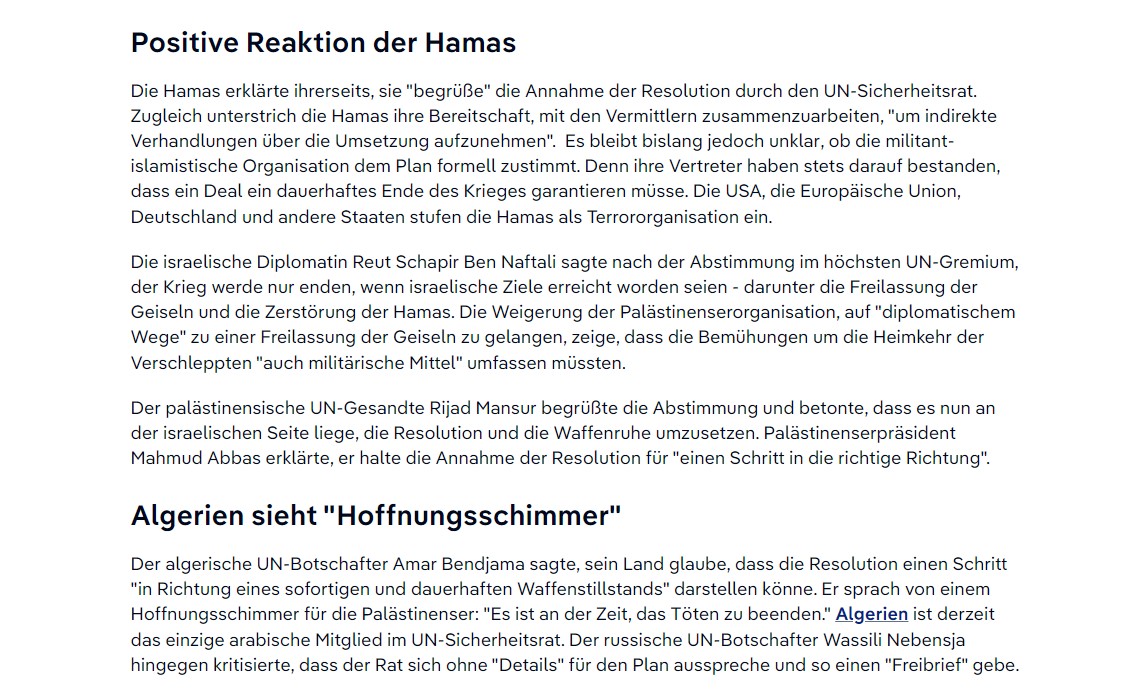 Positive Reaktion der Hamas
Die Hamas erklärte ihrerseits, sie "begrüße" die Annahme der Resolution durch den UN-Sicherheitsrat.
Zugleich unterstrich die Hamas ihre Bereitschaft, mit den Vermittlern zusammenzuarbeiten, "um indirekte
Verhandlungen über die Umsetzung aufzunehmen".  Es bleibt bislang jedoch unklar, ob die militant-
islamistische Organisation dem Plan formell zustimmt. Denn ihre Vertreter haben stets darauf bestanden,
dass ein Deal ein dauerhaftes Ende des Krieges garantieren müsse. Die USA, die Europäische Union,
Deutschland und andere Staaten stufen die Hamas als Terrororganisation ein.
Die israelische Diplomatin Reut Schapir Ben Naftali sagte nach der Abstimmung im höchsten UN-Gremium,
der Krieg werde nur enden, wenn israelische Ziele erreicht worden seien - darunter die Freilassung der
Geiseln und die Zerstörung der Hamas. Die Weigerung der Palästinenserorganisation, auf "diplomatischem
Wege" zu einer Freilassung der Geiseln zu gelangen, zeige, dass die Bemühungen um die Heimkehr der
Verschleppten "auch militärische Mittel" umfassen müssten.
Der palästinensische UN-Gesandte Rijad Mansur begrüßte die Abstimmung und betonte, dass es nun an
der israelischen Seite liege, die Resolution und die Waffenruhe umzusetzen. Palästinenserpräsident
Mahmud Abbas erklärte, er halte die Annahme der Resolution für "einen Schritt in die richtige Richtung".
Algerien sieht "Hoffnungsschimmer"
Der algerische UN-Botschafter Amar Bendjama sagte, sein Land glaube, dass die Resolution einen Schritt
"in Richtung eines sofortigen und dauerhaften Waffenstillstands" darstellen könne. Er sprach von einem
Hoffnungsschimmer für die Palästinenser: "Es ist an der Zeit, das Töten zu beenden." Algerien ist derzeit
das einzige arabische Mitglied im UN-Sicherheitsrat. Der russische UN-Botschafter Wassili Nebensja
hingegen kritisierte, dass der Rat sich ohne "Details" für den Plan ausspreche und so einen "Freibrief" gebe.